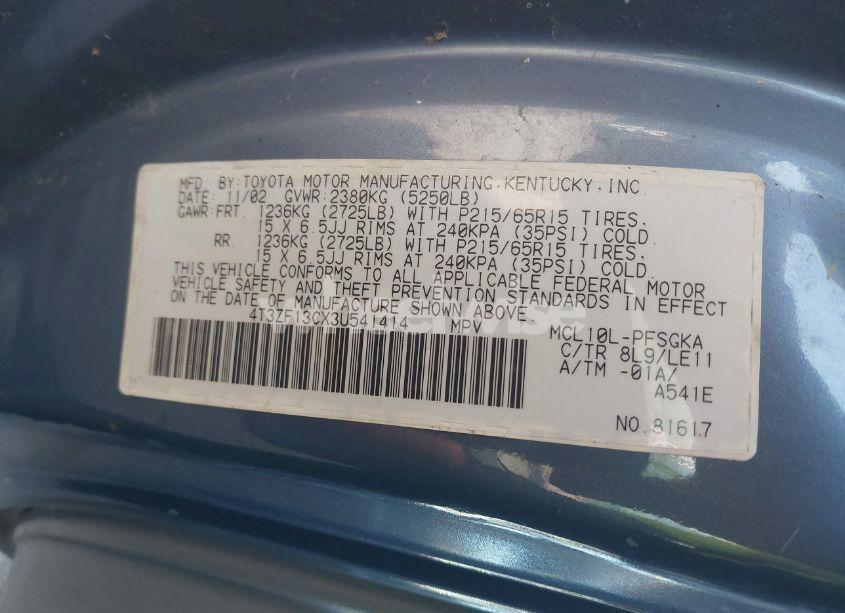 MFD. BY:TOYOTA MOTOR MANUFACTURING.KENTUCKY,INC.
DATE: 11/02 GVWR:2380KG (5250LB)
GAWR:FRT. 1236KG (2725LB) WITH P215/65R15 TIRES.
15 X 6.5JJ RIMS AT 240KPA (35PSI) COLD.
RR. 1236KG (2725LB) WITH P215/65R15 TIRES.
15 X 6.5JJ RIMS AT 240KPA (35PSI) COLD.
THIS VEHICLE CONFORMS TO ALL APPLICABLE FEDERAL MOTOR
VEHICLE SAFETY AND THEFT PREVENTION STANDARDS IN EFFECT
ON THE DATE OF MANUFACTURE SHOWN ABOVE.
4T3ZF13CX3U541414 MPV
MCL10L-PFSGKA
C/TR 8L9/LE11
A/TM -01A/
A541E
NO.81617